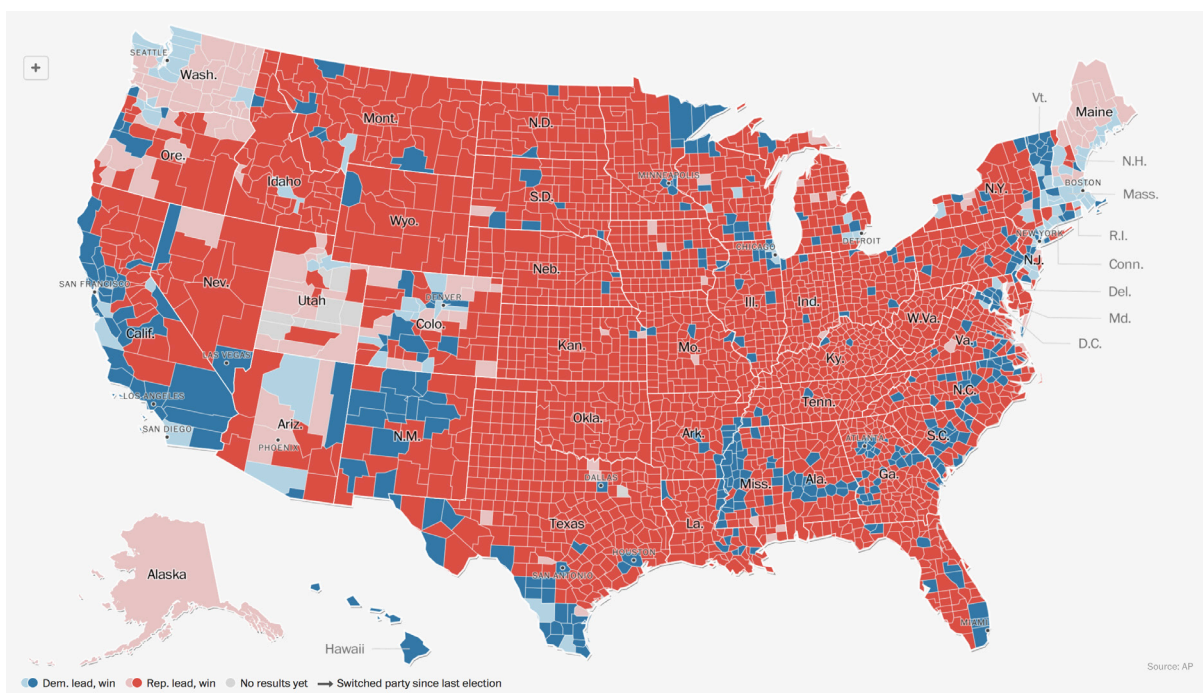 SEATTLE
Wash.
+
Vt.
Maine
Mont.
N.D.
Ore.
N.H.
Idaho
MINNEAPOLIS
BOSTON
S.D.
N.Y.
Mass.
Wyo.
NEW YORK
R.I.
DETROIT
CHICAGO
N.J.
Conn.
Neb.
SAN FRANCISCO
Nev.
Utah
DENVER
Ill.
Ind.
Del.
Colo.
W.Va.
Md.
Calif.
Va.
D.C.
Kan.
Mo.
Ky.
LAS VEGAS
N.C.
LOS ANGELES
Tenn.
Okla.
Ariz.
SAN DIEGO
N.M.
Ark.
ATLANTA
S.C.
PHOENIX
DALLAS
Miss.
Ala.
Ga.
Texas
La.
HOUSTON
Alaska
SAN ANTONIO
MIAMI
Hawaii
Source: AP
Dem. lead, win Rep. lead, win No results yet Switched party since last election